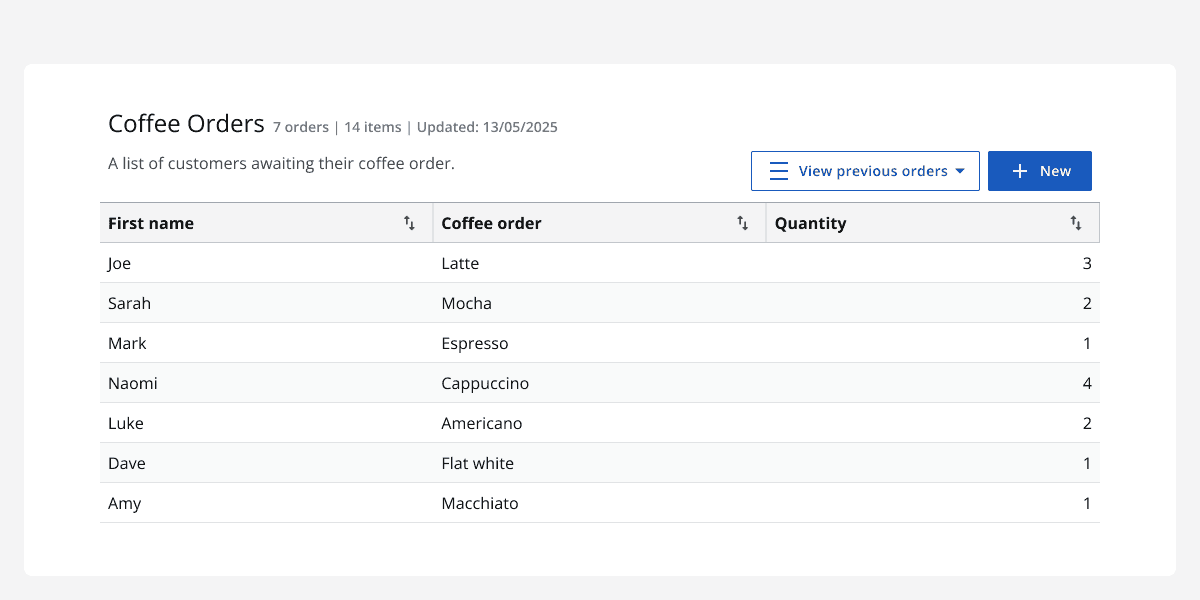 Coffee Orders 7 orders | 14 items | Updated: 13/05/2025
A list of customers awaiting their coffee order.
View previous orders New
First name Coffee order Quantity
Joe Latte 3
Sarah Mocha 2
Mark Espresso 1
Naomi Cappuccino 4
Luke Americano 2
Dave Flat white 1
Amy Macchiato 1